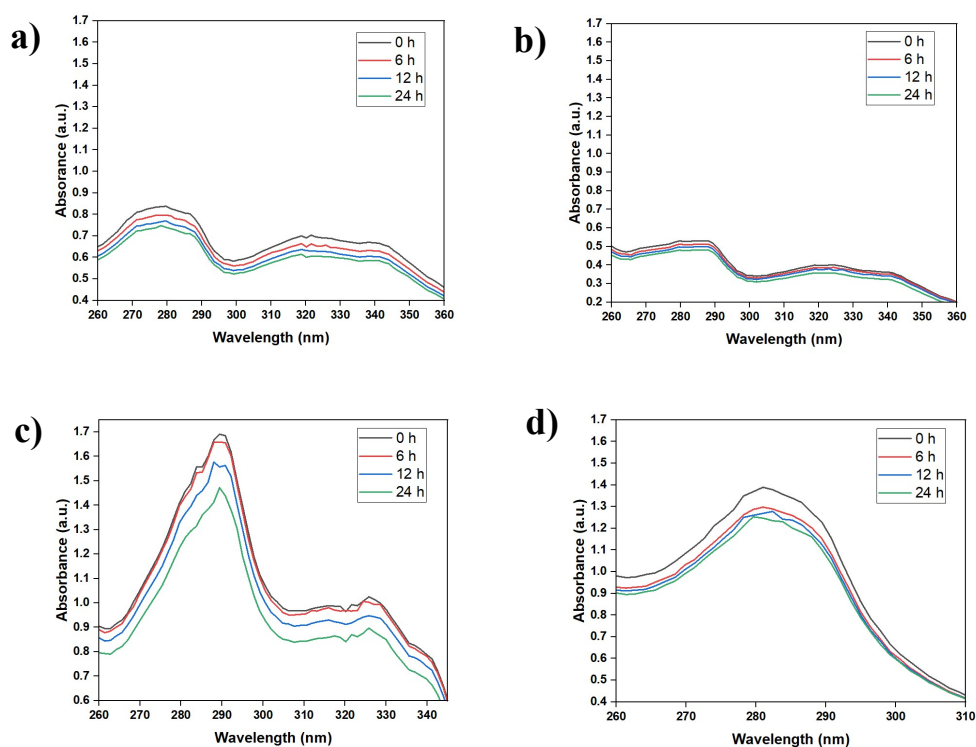 a)
1.7
1.6
1.5
1.4
1.3
1.2
1.1
1.0
0.9
0.8
0.7
0.6
0.5
0.4
Absorance (a.u.)
0 h
6 h
12 h
24 h
260 270 280 290 300 310 320 330 340 350 360
Wavelength (nm)
b)
1.7
1.6
1.5
1.4
1.3
1.2
1.1
1.0
0.9
0.8
0.7
0.6
0.5
0.4
0.3
0.2
Absorbance (a.u.)
0 h
6 h
12 h
24 h
260 270 280 290 300 310 320 330 340 350 360
Wavelength (nm)
c)
1.7
1.6
1.5
1.4
1.3
1.2
1.1
1.0
0.9
0.8
0.7
0.6
Absorbance (a.u.)
0 h
6 h
12 h
24 h
260 270 280 290 300 310 320 330 340
Wavelength (nm)
d)
1.7
1.6
1.5
1.4
1.3
1.2
1.1
1.0
0.9
0.8
0.7
0.6
0.5
0.4
Absorbance (a.u.)
0 h
6 h
12 h
24 h
260 270 280 290 300 310
Wavelength (nm)